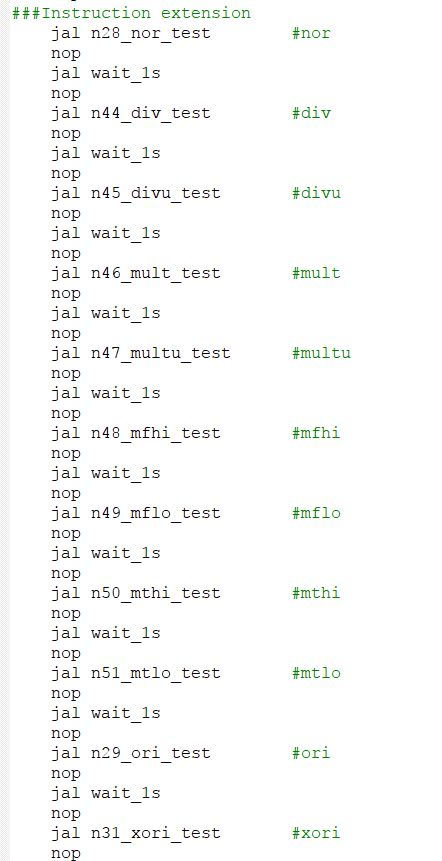 ###Instruction extension
jal n28_nor_test #nor
nop
jal wait_1s
nop
jal n44_div_test #div
nop
jal wait_1s
nop
jal n45_divu_test #divu
nop
jal wait_1s
nop
jal n46_mult_test #mult
nop
jal wait_1s
nop
jal n47_multu_test #multu
nop
jal wait_1s
nop
jal n48_mfhi_test #mfhi
nop
jal wait_1s
nop
jal n49_mflo_test #mflo
nop
jal wait_1s
nop
jal n50_mthi_test #mthi
nop
jal wait_1s
nop
jal n51_mtlo_test #mtlo
nop
jal wait_1s
nop
jal n29_ori_test #ori
nop
jal wait_1s
nop
jal n31_xori_test #xori
nop